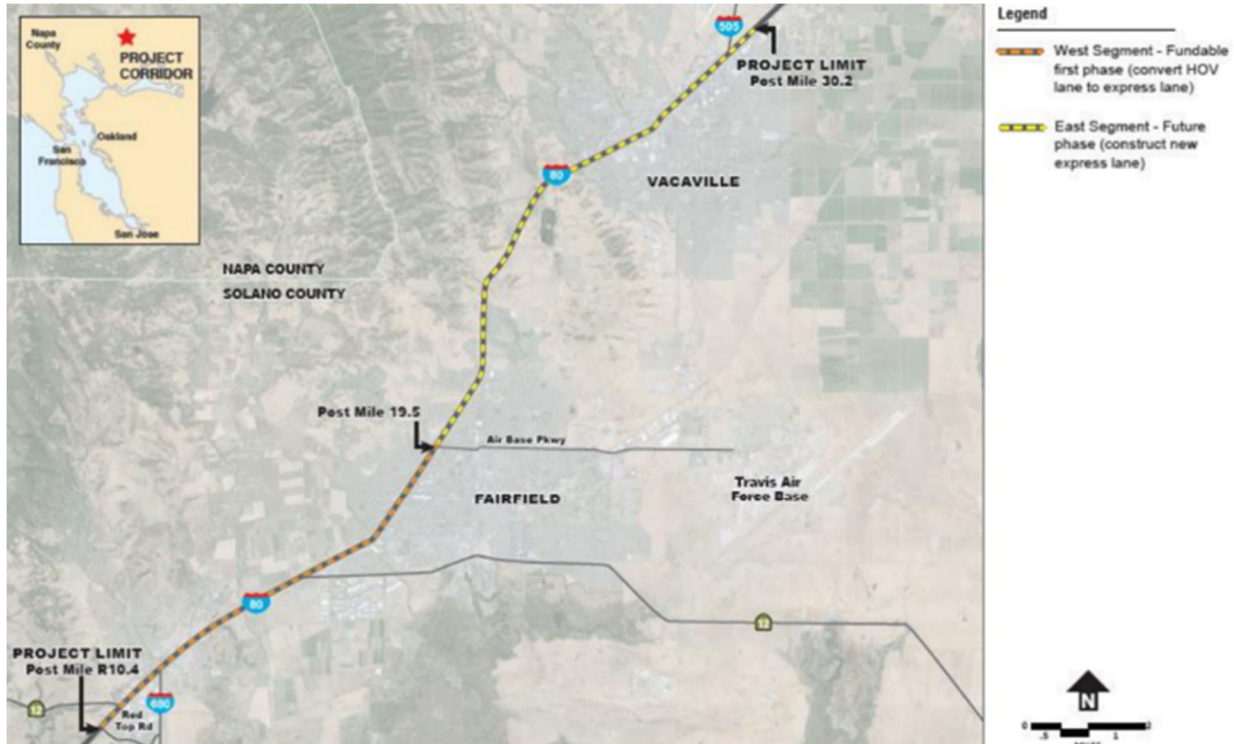 Napa
County
PROJECT
CORRIDOR
Oakland
San
Francisco
San Jose
505
PROJECT LIMIT
Post Mile 30.2
80
VACAVILLE
NAPA COUNTY
SOLANO COUNTY
Post Mile 19.5
Air Base Pkwy
Travis Air
Force Base
FAIRFIELD
80
12
PROJECT LIMIT
Post Mile R10.4
680
12
Red
Top Rd
Legend
West Segment - Fundable
first phase (convert HOV
lane to express lane)
East Segment - Future
phase (construct new
express lane)
N
0 2
.5 1